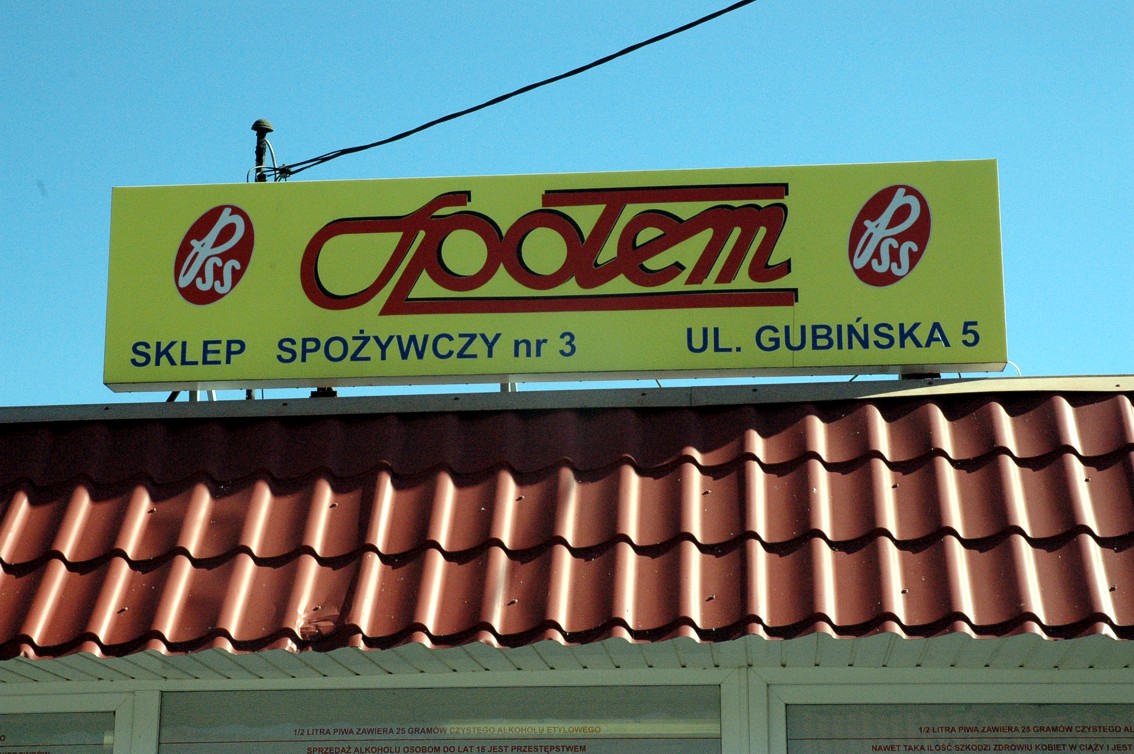 PSS
Społem
PSS
SKLEP SPOŻYWCZY nr 3
UL. GUBIŃSKA 5
1/2 LITRA PIWA ZAWIERA 25 GRAMÓW CZYSTEGO ALKOHOLU ETYLOWEGO
SPRZEDAŻ ALKOHOLU OSOBOM DO LAT 18 JEST PRZESTĘPSTWEM
1/2 LITRA PIWA ZAWIERA 25 GRAMÓW CZYSTEGO ALKOHOLU
NAWET TAKA ILOŚĆ SZKODZI ZDROWIU KOBIET W CIĄŻY I JEST